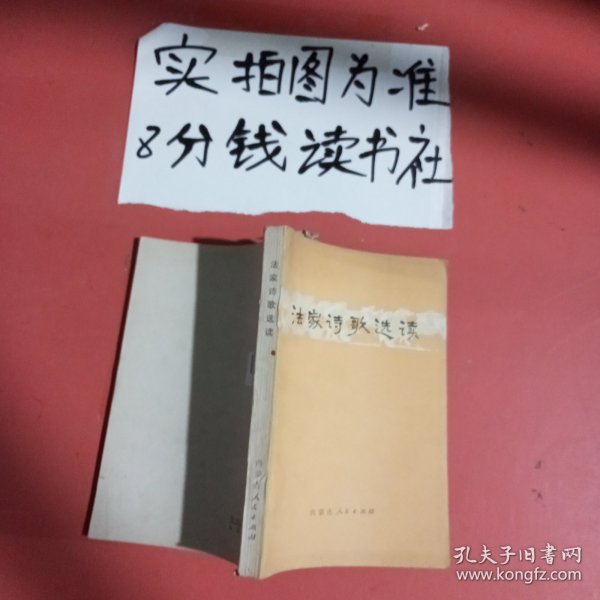 实拍图为准
8分钱读书社
法家诗歌选读
内蒙古人民出版社
法家诗歌选读
内蒙古人民出版社
孔夫子旧书网
www.kongfz.com